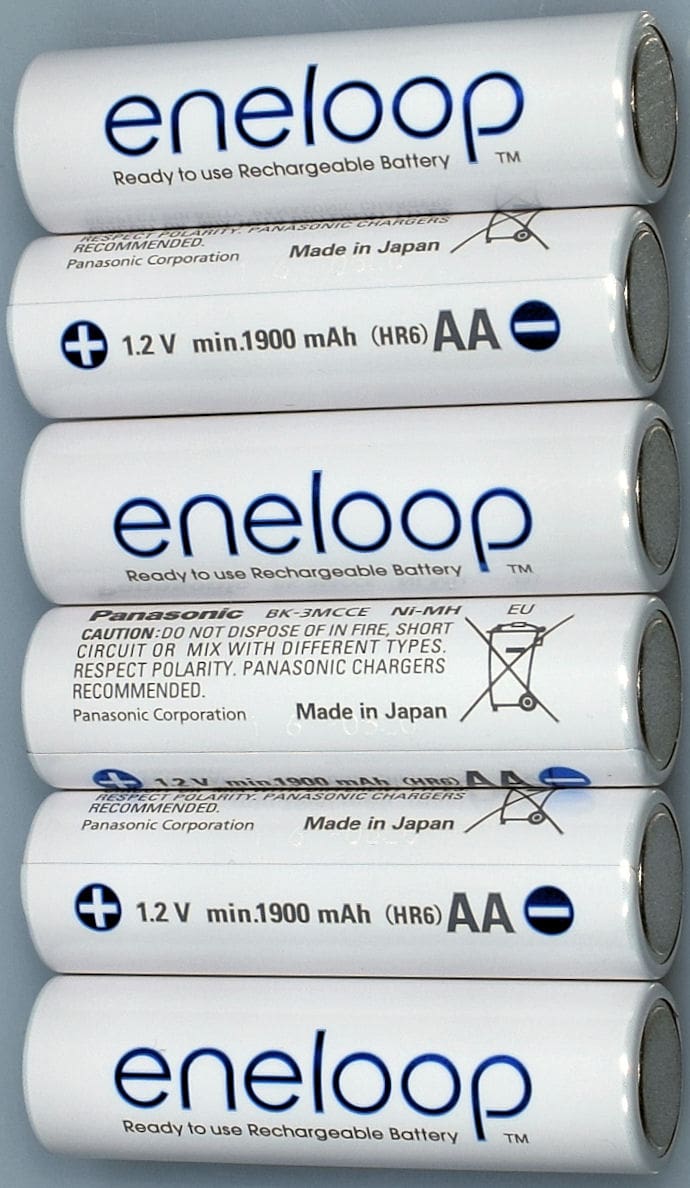 eneloop
Ready to use Rechargeable Battery TM
RESPECT POLARITY. PANASONIC CHARGERS
RECOMMENDED.
Panasonic Corporation Made in Japan
+ 1.2 V min.1900 mAh (HR6) AA −
eneloop
Ready to use Rechargeable Battery TM
Panasonic BK-3MCCE Ni-MH EU
CAUTION:DO NOT DISPOSE OF IN FIRE, SHORT
CIRCUIT OR MIX WITH DIFFERENT TYPES.
RESPECT POLARITY. PANASONIC CHARGERS
RECOMMENDED.
Panasonic Corporation Made in Japan
+ 1.2 V min.1900 mAh (HR6) AA −
RESPECT POLARITY. PANASONIC CHARGERS
RECOMMENDED.
Panasonic Corporation Made in Japan
+ 1.2 V min.1900 mAh (HR6) AA −
eneloop
Ready to use Rechargeable Battery TM